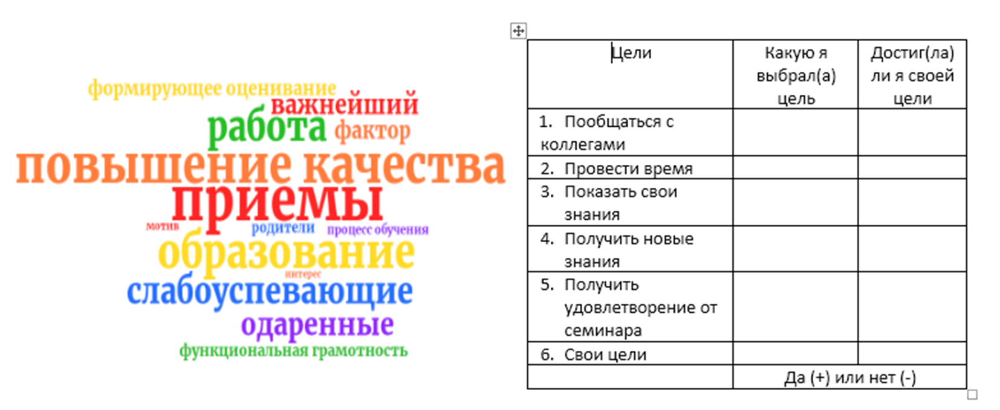 формирующее оценивание
важнейший
работа фактор
повышение качества
приемы
мотив родители процесс обучения
образование
интерес
слабоуспевающие
одаренные
функциональная грамотность
Цели
Какую я
выбрал(а)
цель
Достиг(ла)
ли я своей
цели
1. Пообщаться с
коллегами
2. Провести время
3. Показать свои
знания
4. Получить новые
знания
5. Получить
удовлетворение от
семинара
6. Свои цели
Да (+) или нет (-)